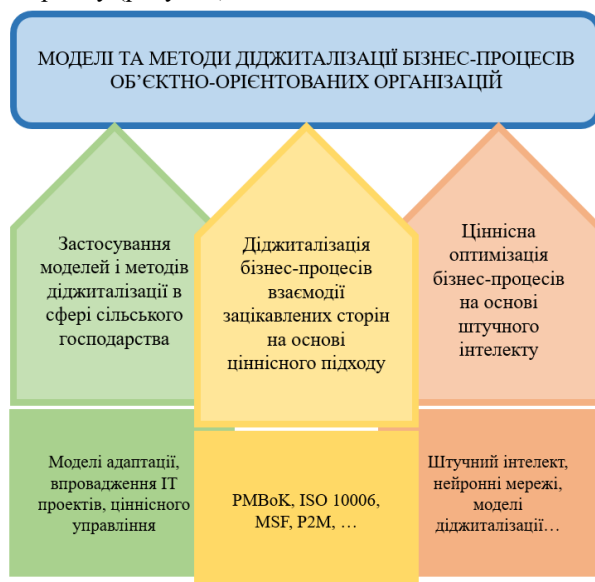 МОДЕЛІ ТА МЕТОДИ ДІДЖИТАЛІЗАЦІЇ БІЗНЕС-ПРОЦЕСІВ
ОБ’ЄКТНО-ОРІЄНТОВАНИХ ОРГАНІЗАЦІЙ
Застосування
моделей і методів
діджиталізації в
сфері сільського
господарства
Діджиталізація
бізнес-процесів
взаємодії
зацікавлених сторін
на основі
ціннісного підходу
Ціннісна
оптимізація
бізнес-процесів
на основі
штучного
інтелекту
Моделі адаптації,
впровадження ІТ
проектів, ціннісного
управління
PMBoK, ISO 10006,
MSF, P2M, …
Штучний інтелект,
нейронні мережі,
моделі
діджиталізації…